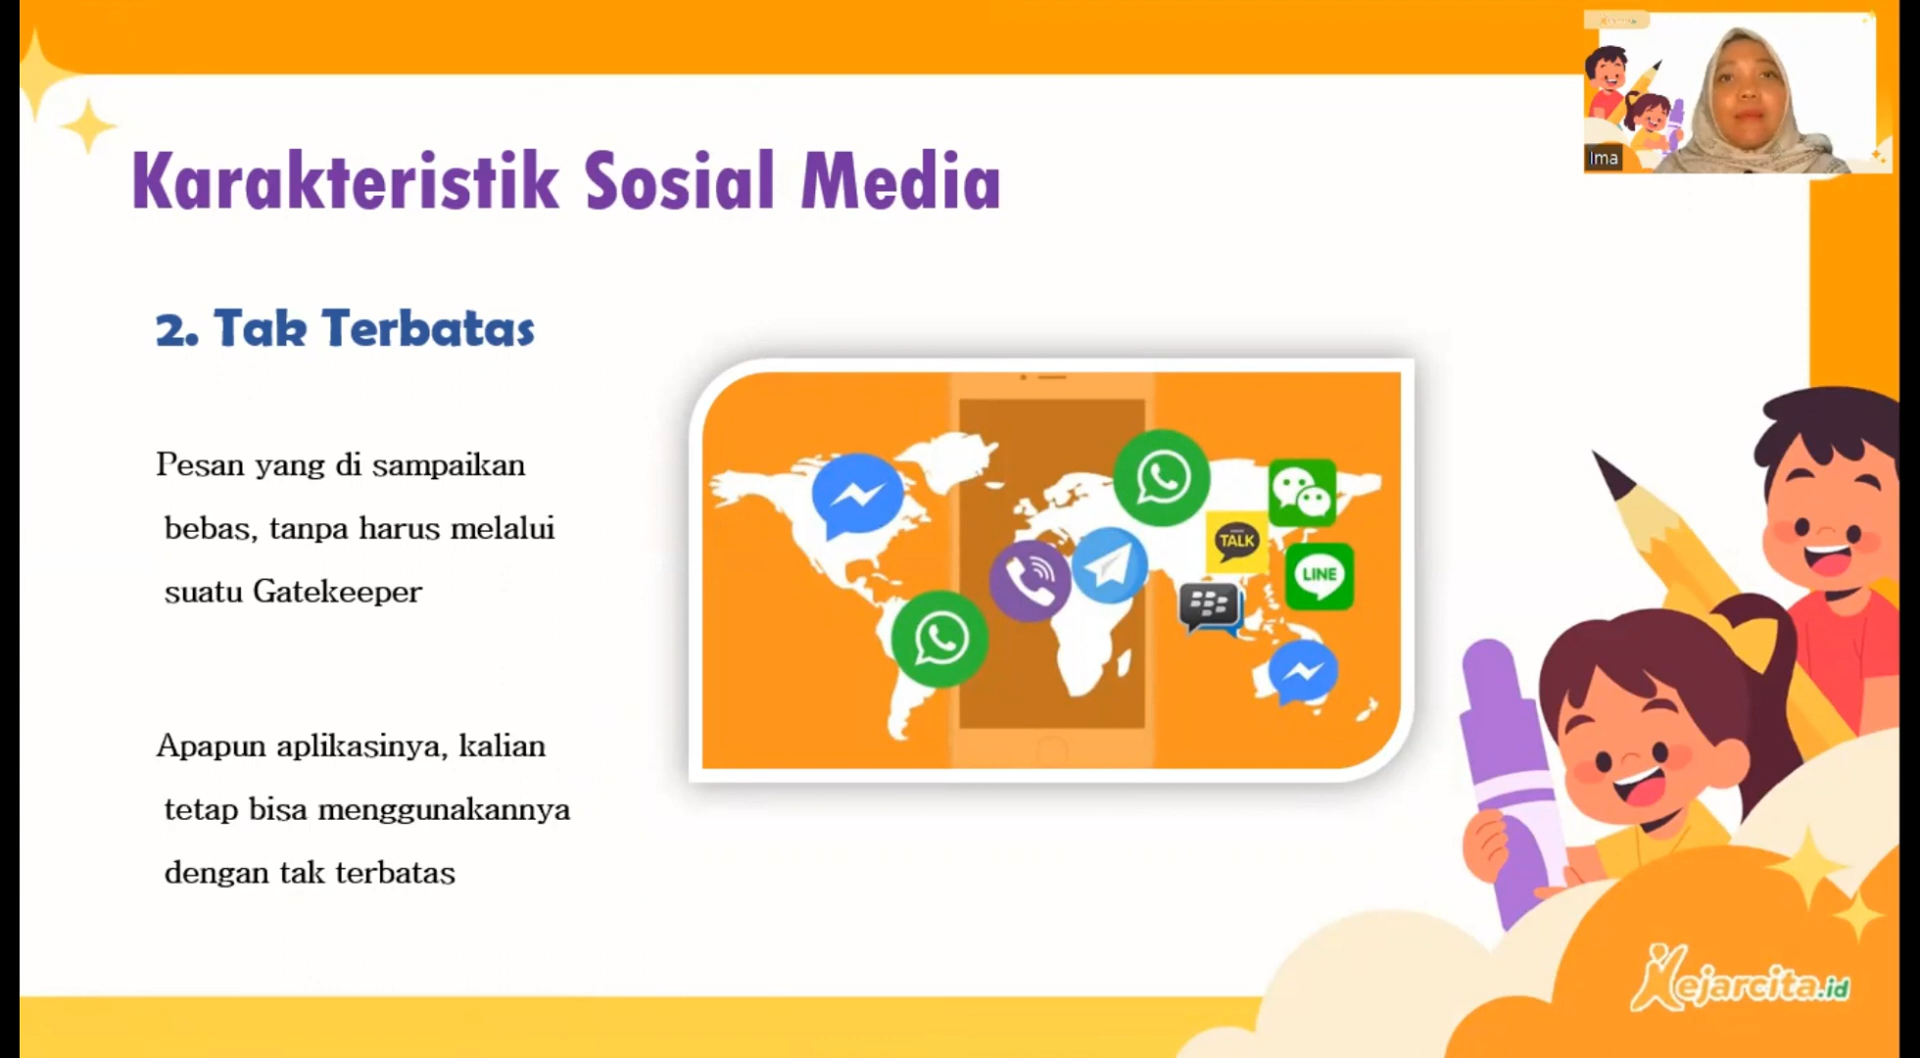 Karakteristik Sosial Media
Ima
2. Tak Terbatas
Pesan yang di sampaikan
bebas, tanpa harus melalui
suatu Gatekeeper
Apapun aplikasinya, kalian
tetap bisa menggunakannya
dengan tak terbatas
TALK
LINE
Kejarcita.id